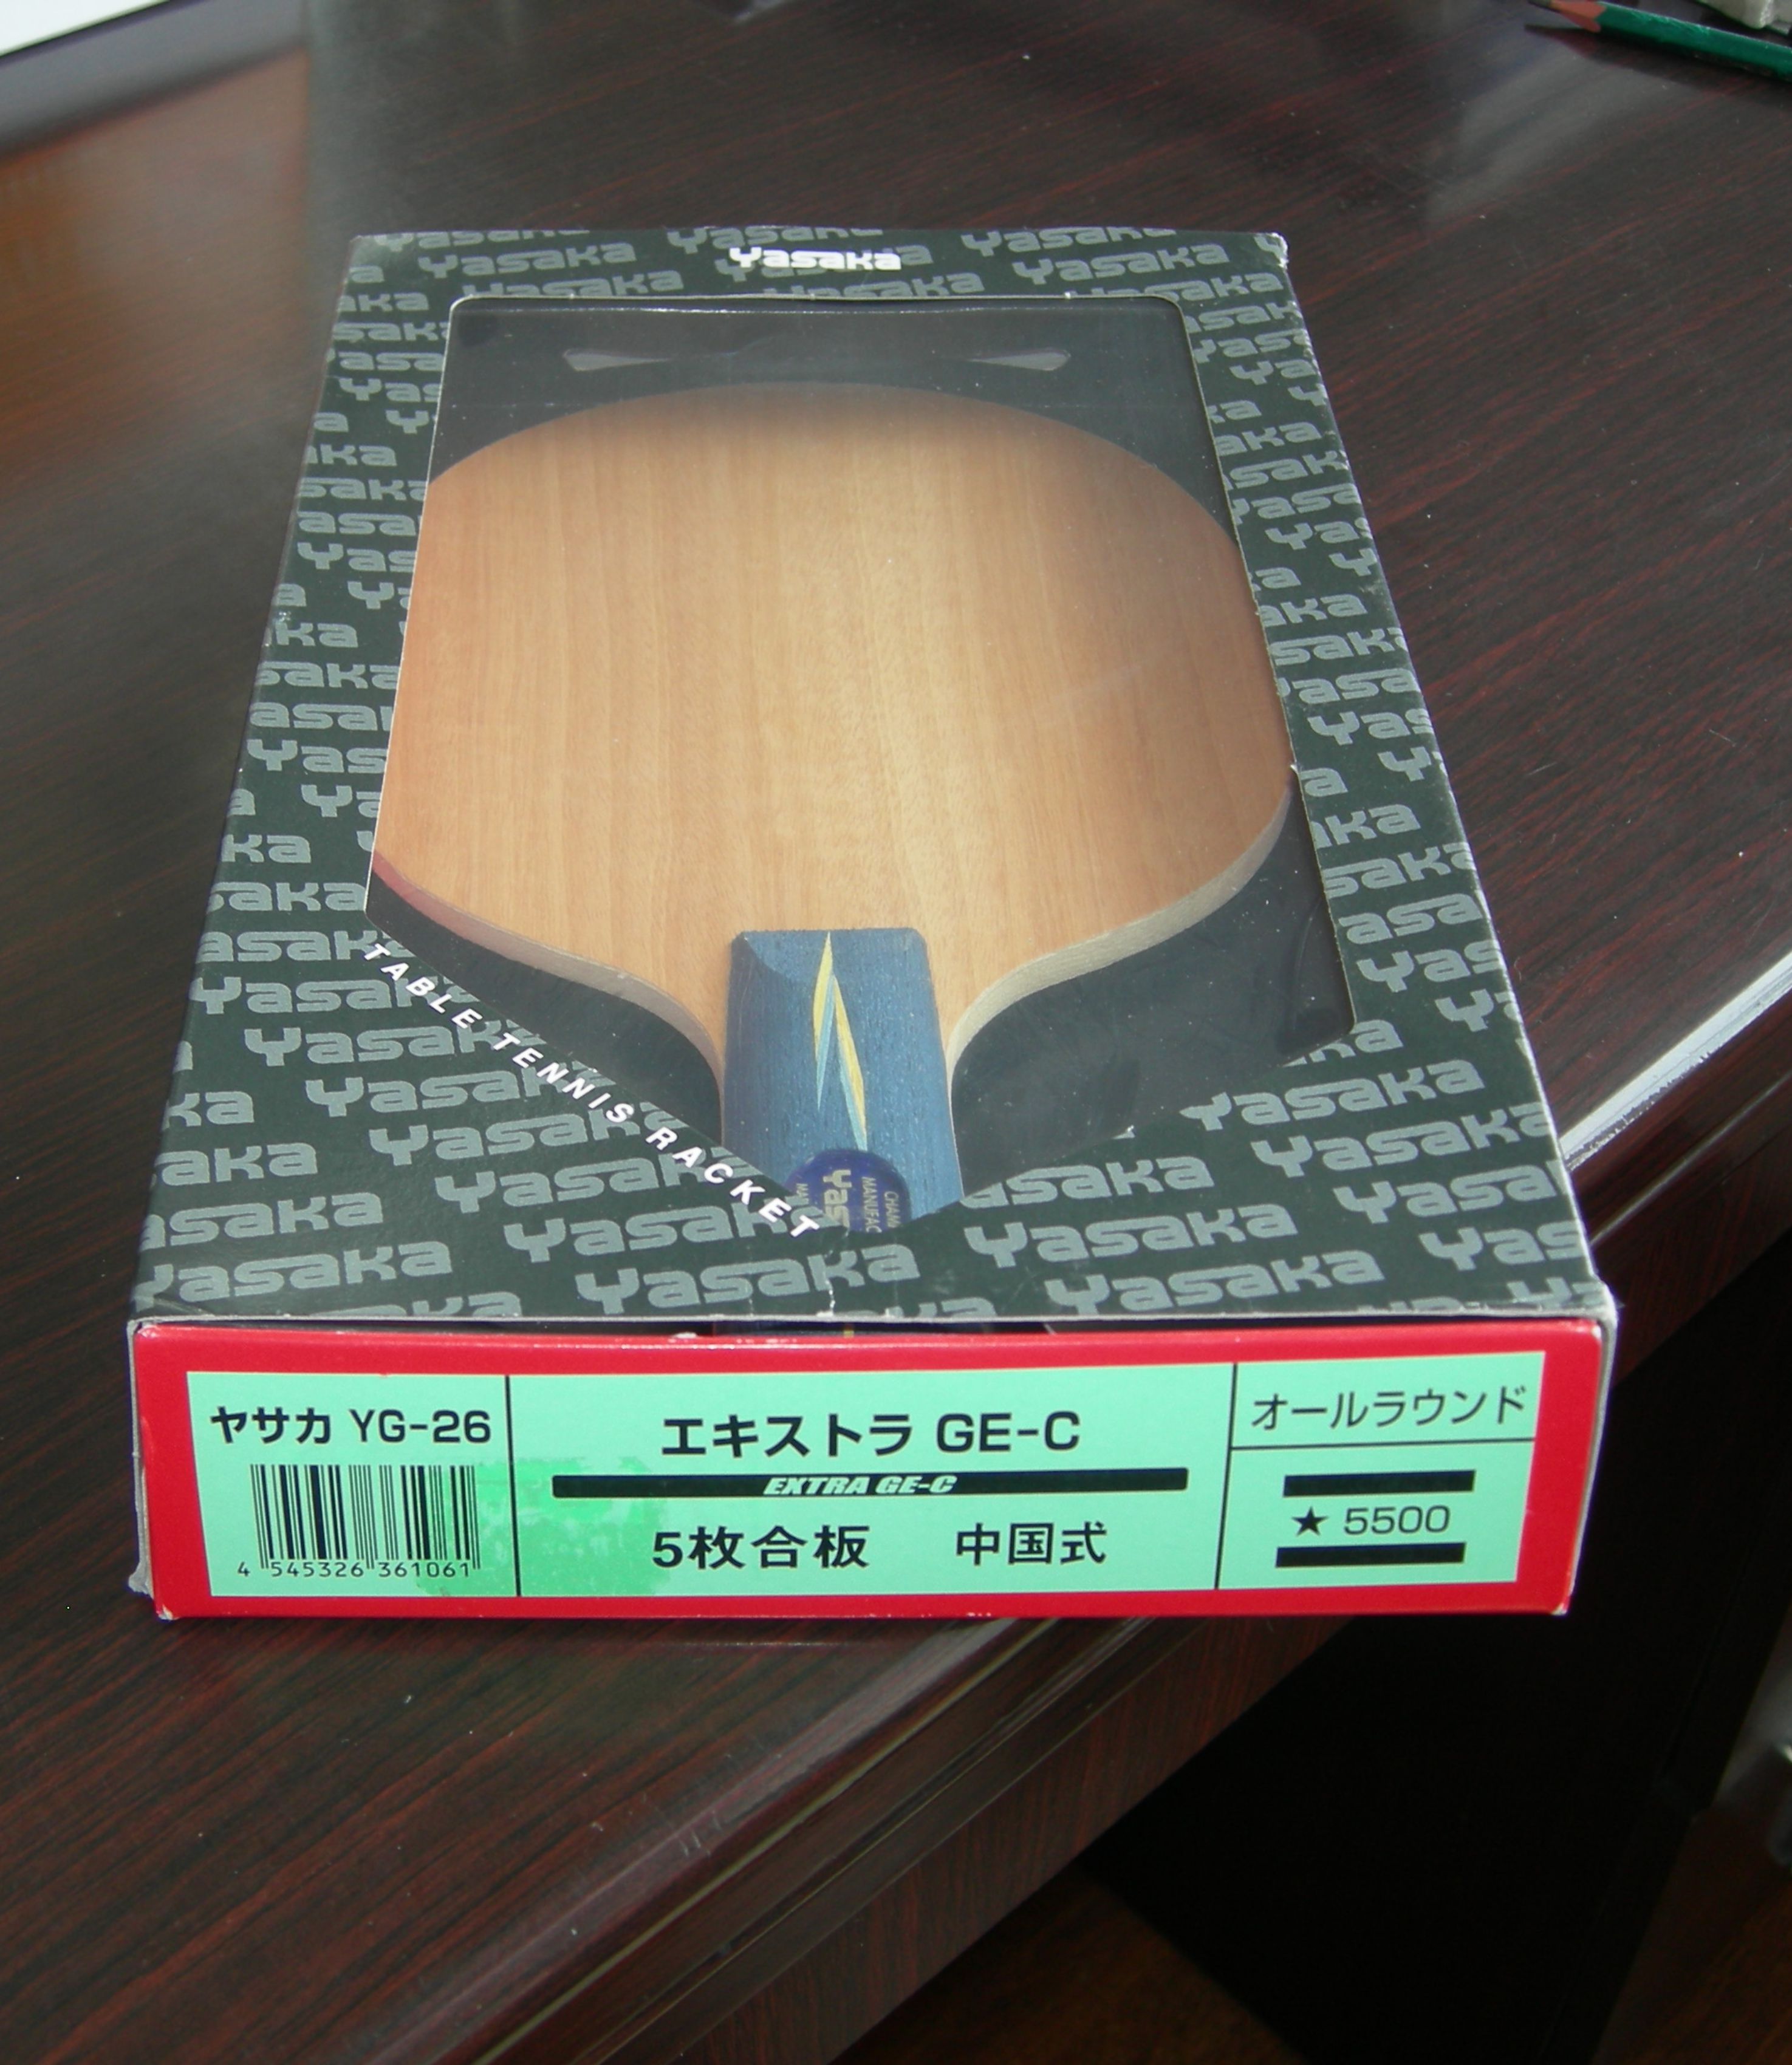 Yasaka
TABLE TENNIS RACKET
Yas
ヤサカ YG-26
4 545326 361061
エキストラ GE-C
EXTRA GE-C
5枚合板 中国式
オールラウンド
★ 5500